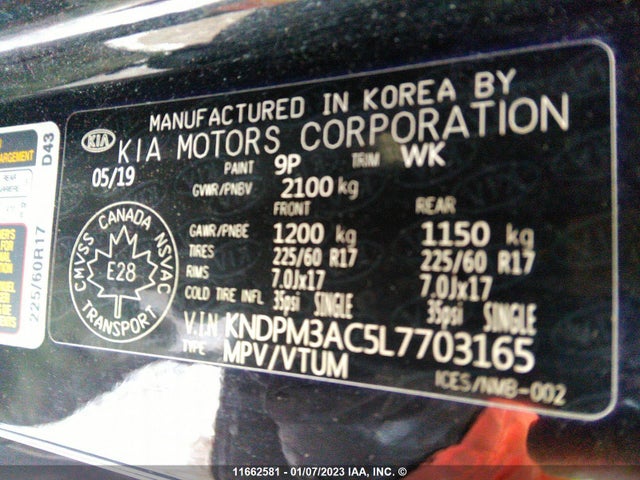 MANUFACTURED IN KOREA BY
KIA KIA MOTORS CORPORATION
05/19 PAINT 9P TRIM WK
GVWR/PNBV 2100 kg
FRONT REAR
GAWR/PNBE 1200 kg 1150 kg
TIRES 225/60 R17 225/60 R17
RIMS 7.0Jx17 7.0Jx17
COLD TIRE INFL 35psi SINGLE 35psi SINGLE
V.I.N KNDPM3AC5L7703165
TYPE MPV/VTUM
ICES/NMB-002
CANADA
CMVSS NSVAC
E28
TRANSPORT
D43
225/60R17
11662581 - 01/07/2023 IAA, INC. ©